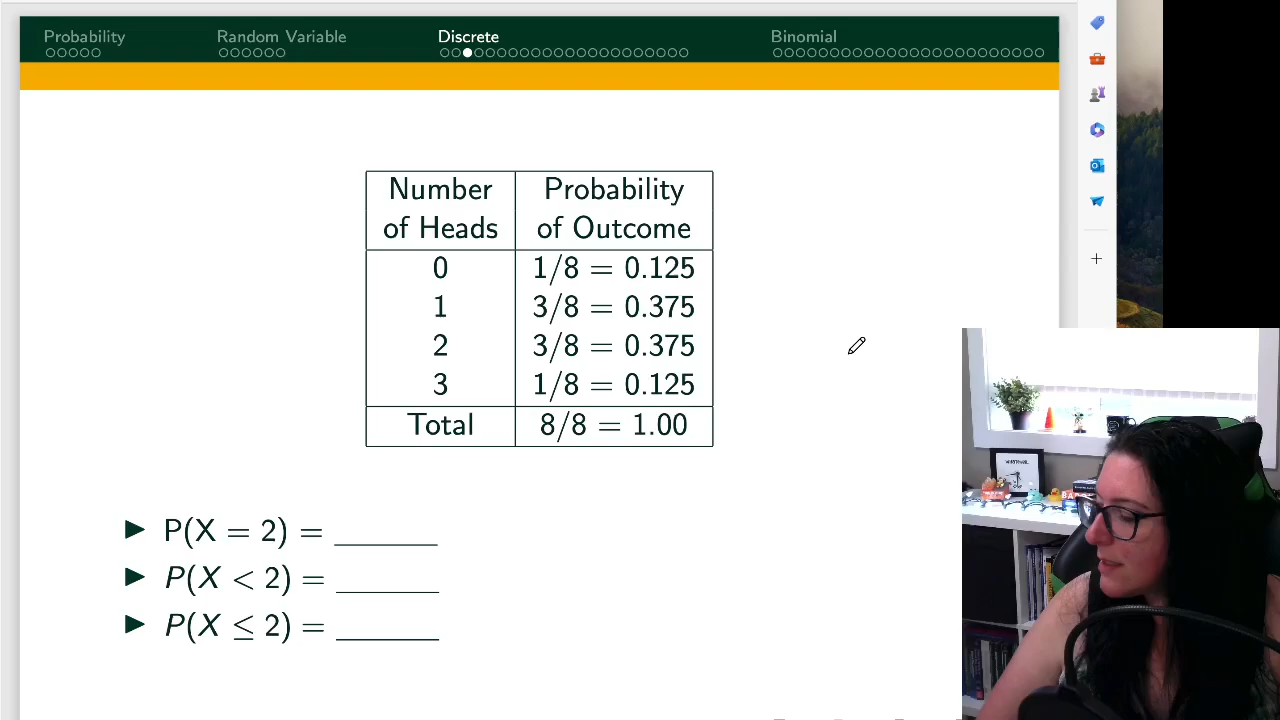 Probability Random Variable Discrete Binomial
Number Probability
of Heads of Outcome
0 1/8 = 0.125
1 3/8 = 0.375
2 3/8 = 0.375
3 1/8 = 0.125
Total 8/8 = 1.00
▶ P(X = 2) = ______
▶ P(X < 2) = ______
▶ P(X ≤ 2) = ______